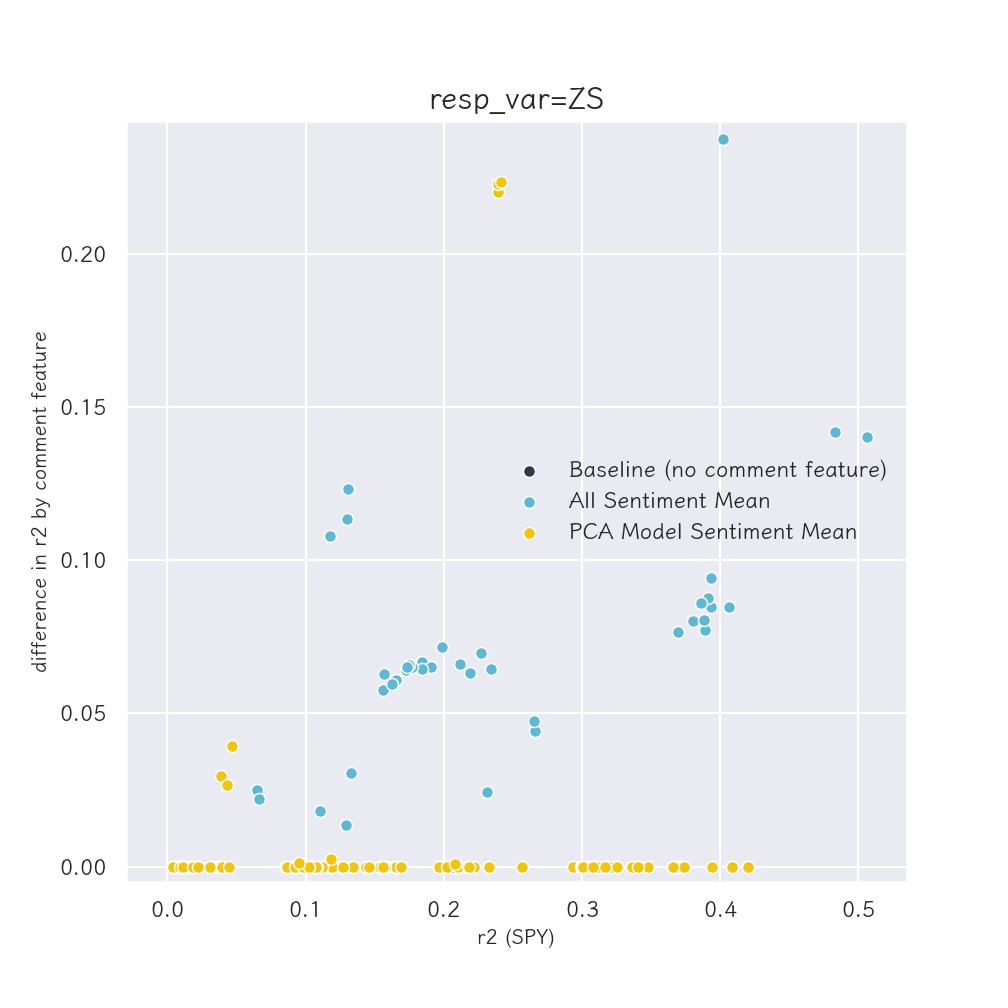 resp_var=ZS
difference in r2 by comment feature
0.20
0.15
0.10
0.05
0.00
Baseline (no comment feature)
All Sentiment Mean
PCA Model Sentiment Mean
0.0 0.1 0.2 0.3 0.4 0.5
r2 (SPY)